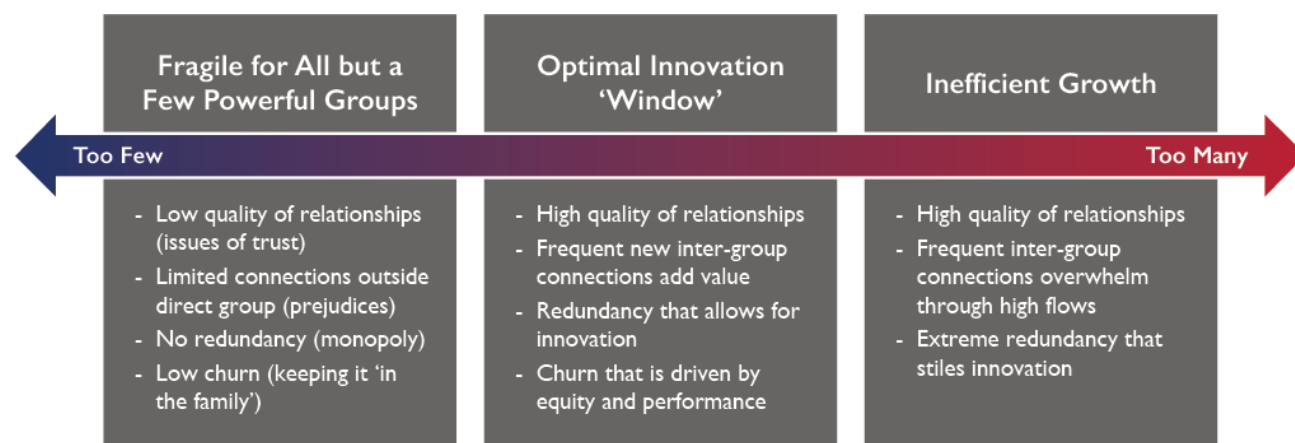 Fragile for All but a
Few Powerful Groups
Optimal Innovation
‘Window’
Inefficient Growth
Too Few
Too Many
- Low quality of relationships
(issues of trust)
- Limited connections outside
direct group (prejudices)
- No redundancy (monopoly)
- Low churn (keeping it ‘in
the family’)
- High quality of relationships
- Frequent new inter-group
connections add value
- Redundancy that allows for
innovation
- Churn that is driven by
equity and performance
- High quality of relationships
- Frequent inter-group
connections overwhelm
through high flows
- Extreme redundancy that
stiles innovation